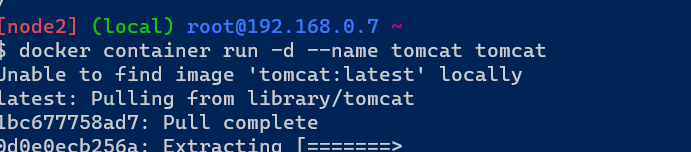 [node2] (local) root@192.168.0.7 ~
$ docker container run -d --name tomcat tomcat
Unable to find image 'tomcat:latest' locally
latest: Pulling from library/tomcat
1bc677758ad7: Pull complete
0d0e0ecb256a: Extracting [=======>